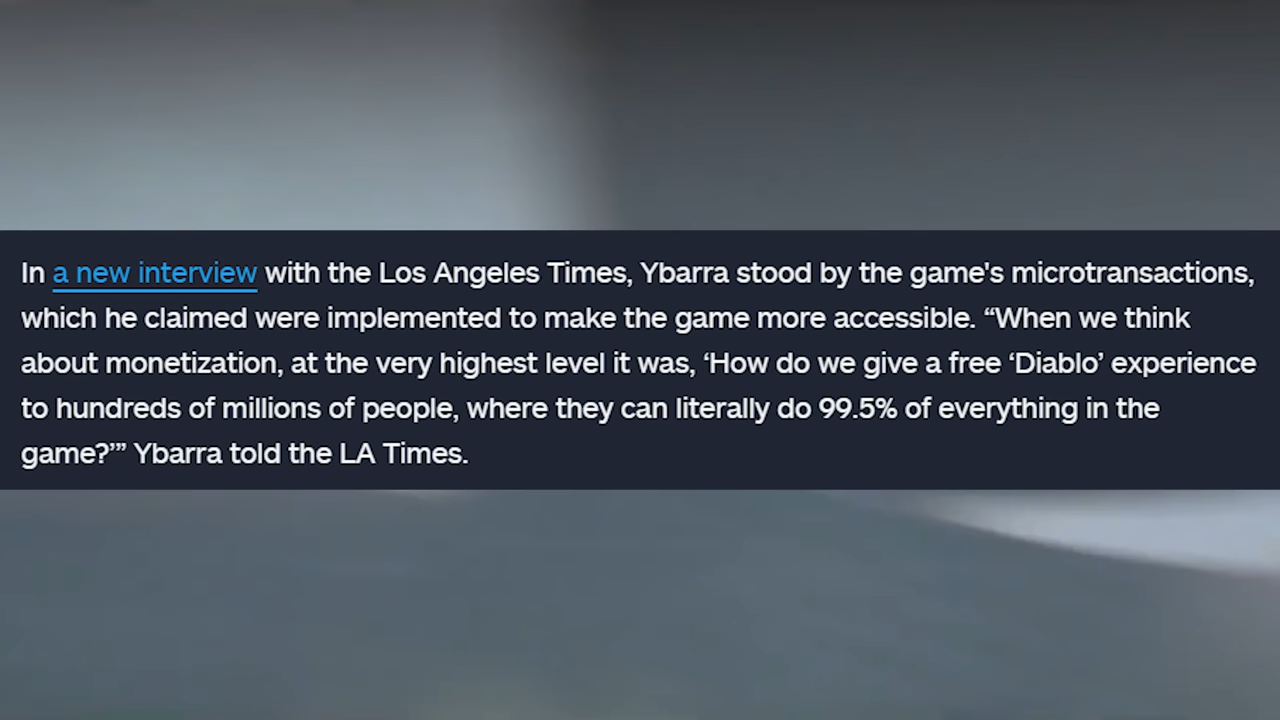 In a new interview with the Los Angeles Times, Ybarra stood by the game's microtransactions,
which he claimed were implemented to make the game more accessible. “When we think
about monetization, at the very highest level it was, ‘How do we give a free ‘Diablo’ experience
to hundreds of millions of people, where they can literally do 99.5% of everything in the
game?’” Ybarra told the LA Times.